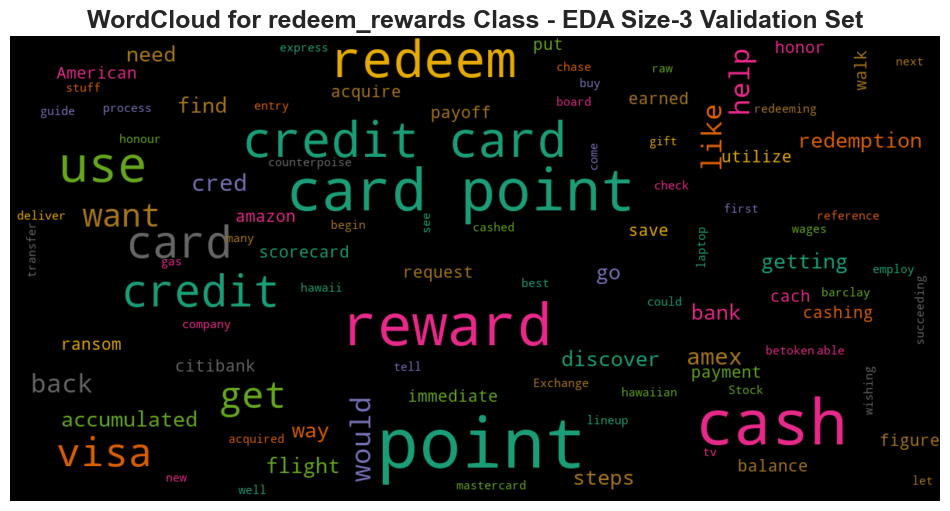 WordCloud for redeem_rewards Class - EDA Size-3 Validation Set
need express redeem put help honor walk next
American stuff acquire chase raw
guide process find entry payoff buy board earned redeeming
honour credit card come gift like utilize redemption
use counterpoise
cred card point check
deliver want amazon begin see cashed save first reference
transfer card many scorecard laptop wages getting
gas request go employ
credit hawaii best could bank cach barclay cashing succeeding
company reward
ransom citibank tell discover amex betoken able
back get immediate Exchange hawaiian payment Stock wishing
accumulated would lineup cash
visa acquired way point tv figure
flight steps balance
new well mastercard let